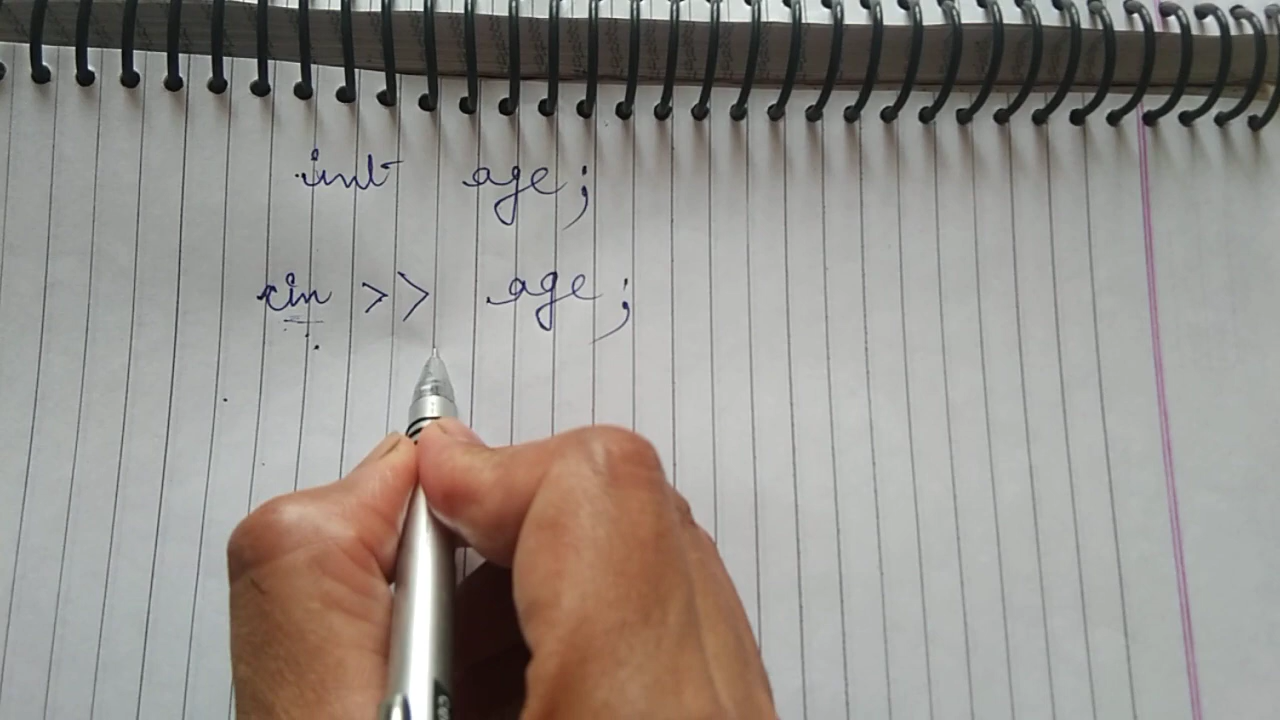 int age;
cin >> age;